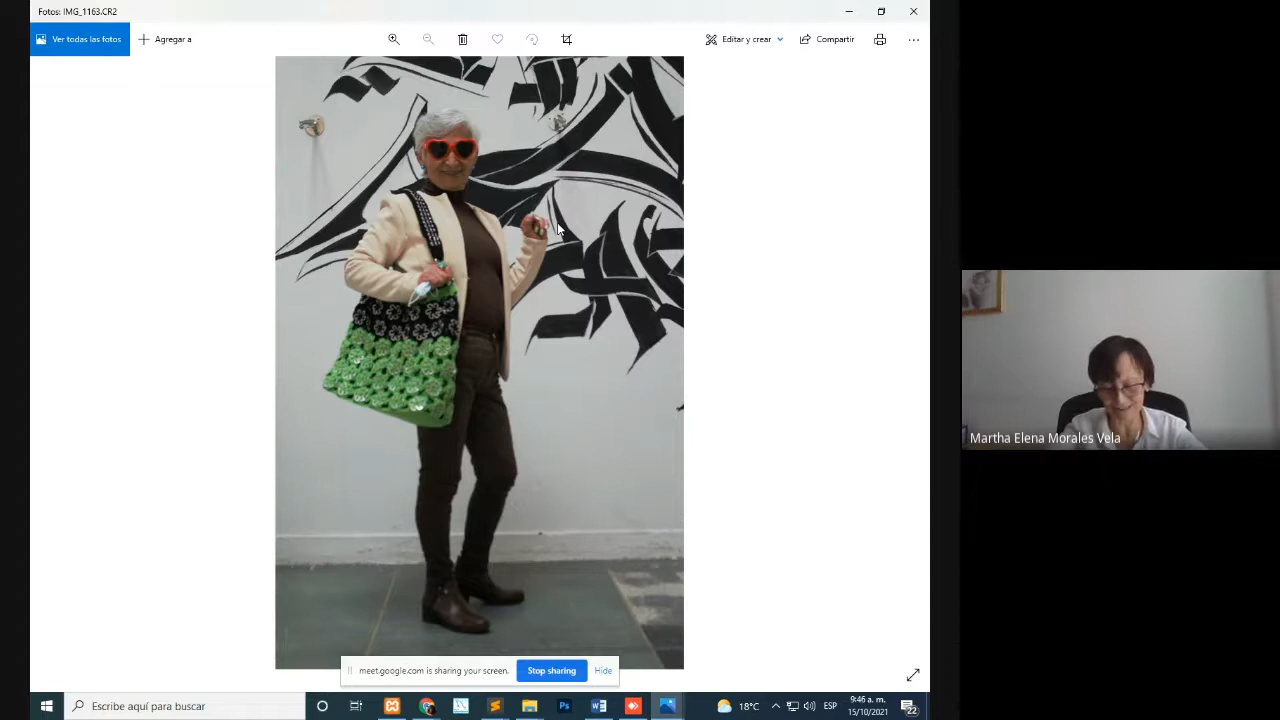 Fotos: IMG_1163.CR2
Ver todas las fotos
Agregar a
Editar y crear
Compartir
Martha Elena Morales Vela
meet.google.com is sharing your screen.
Stop sharing
Hide
Escribe aquí para buscar
Ps
W
18°C
ESP
9:46 a. m.
15/10/2021
22